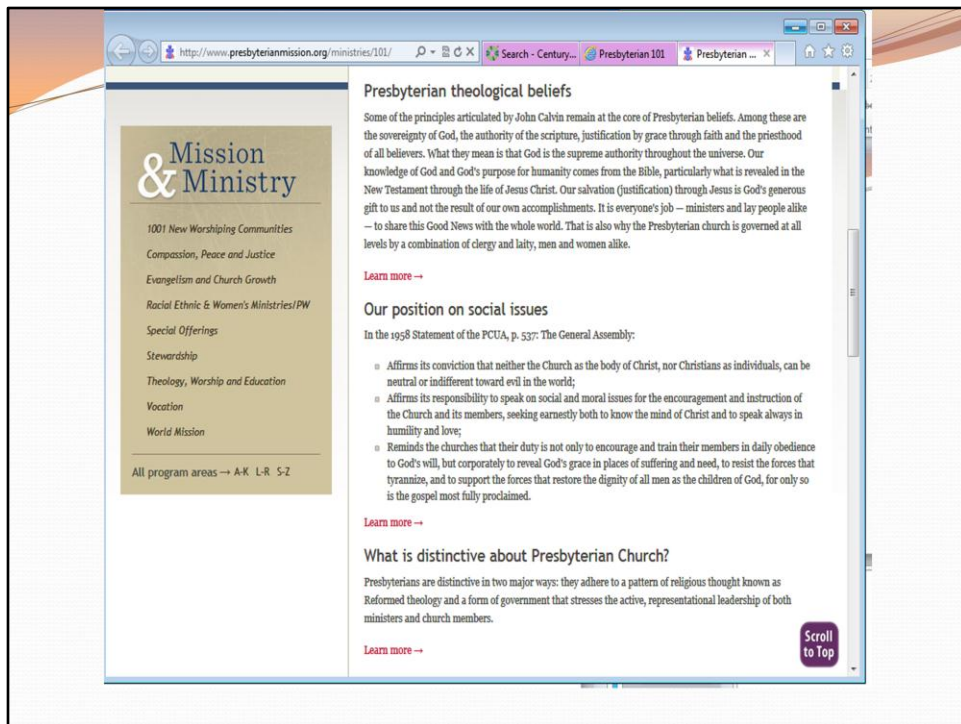 http://www.presbyterianmission.org/ministries/101/
Search - Century...
Presbyterian 101
Presbyterian ...
Mission
& Ministry
1001 New Worshiping Communities
Compassion, Peace and Justice
Evangelism and Church Growth
Racial Ethnic & Women's Ministries/PW
Special Offerings
Stewardship
Theology, Worship and Education
Vocation
World Mission
All program areas → A-K L-R S-Z
Presbyterian theological beliefs
Some of the principles articulated by John Calvin remain at the core of Presbyterian beliefs. Among these are
the sovereignty of God, the authority of the scripture, justification by grace through faith and the priesthood
of all believers. What they mean is that God is the supreme authority throughout the universe. Our
knowledge of God and God's purpose for humanity comes from the Bible, particularly what is revealed in the
New Testament through the life of Jesus Christ. Our salvation (justification) through Jesus is God's generous
gift to us and not the result of our own accomplishments. It is everyone's job — ministers and lay people alike
— to share this Good News with the whole world. That is also why the Presbyterian church is governed at all
levels by a combination of clergy and laity, men and women alike.
Learn more →
Our position on social issues
In the 1958 Statement of the PCUA, p. 537: The General Assembly:
Affirms its conviction that neither the Church as the body of Christ, nor Christians as individuals, can be
neutral or indifferent toward evil in the world;
Affirms its responsibility to speak on social and moral issues for the encouragement and instruction of
the Church and its members, seeking earnestly both to know the mind of Christ and to speak always in
humility and love;
Reminds the churches that their duty is not only to encourage and train their members in daily obedience
to God's will, but corporately to reveal God's grace in places of suffering and need, to resist the forces that
tyrannize, and to support the forces that restore the dignity of all men as the children of God, for only so
is the gospel most fully proclaimed.
Learn more →
What is distinctive about Presbyterian Church?
Presbyterians are distinctive in two major ways: they adhere to a pattern of religious thought known as
Reformed theology and a form of government that stresses the active, representational leadership of both
ministers and church members.
Learn more →
Scroll
to Top